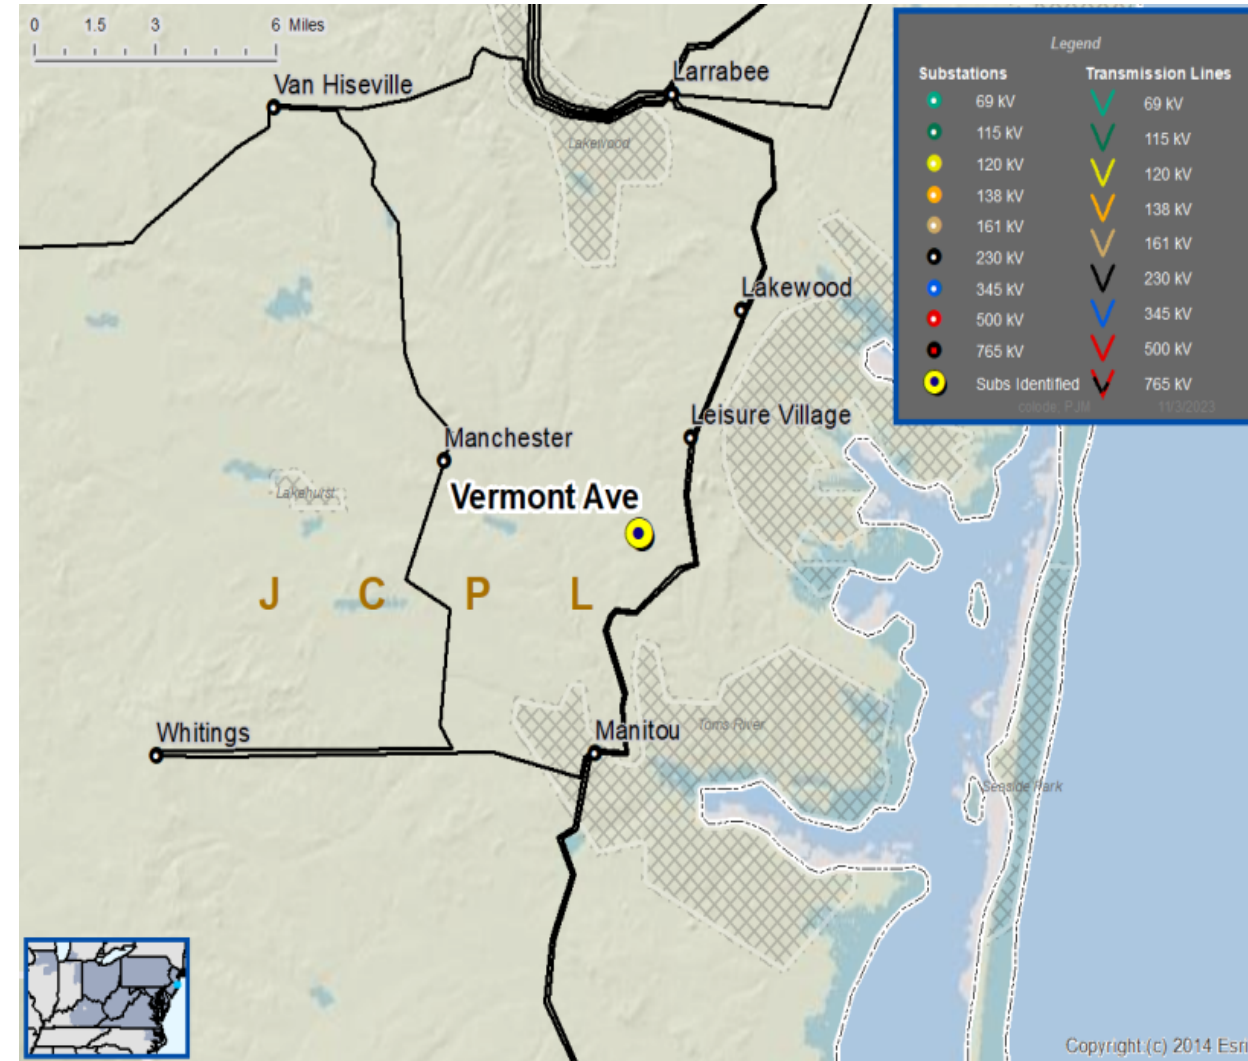 0 1.5 3 6 Miles
Van Hiseville
Larrabee
Lakewood
Lakewood
Leisure Village
Manchester
Lakehurst
Vermont Ave
J C P L
Whitings
Manitou
Toms River
Seaside Park
Legend
Substations Transmission Lines
69 kV 69 kV
115 kV 115 kV
120 kV 120 kV
138 kV 138 kV
161 kV 161 kV
230 kV 230 kV
345 kV 345 kV
500 kV 500 kV
765 kV 765 kV
Subs Identified
colode, PJM 11/3/2023
Copyright:(c) 2014 Esri